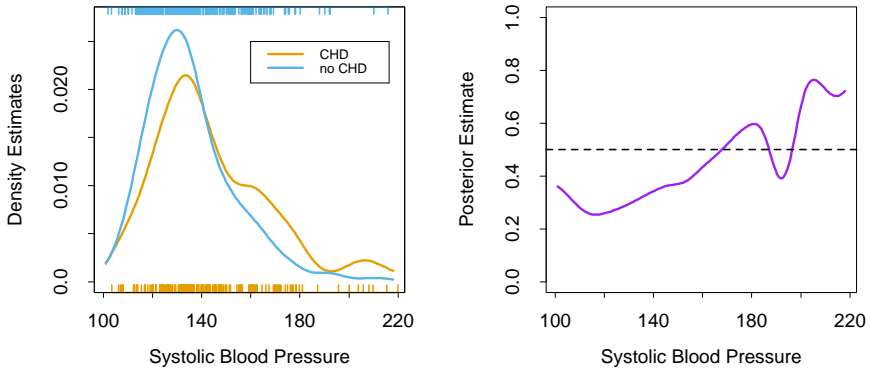 Density Estimates
0.020
0.010
0.0
CHD
no CHD
100 140 180 220
Systolic Blood Pressure
Posterior Estimate
1.0
0.8
0.6
0.4
0.2
0.0
100 140 180 220
Systolic Blood Pressure